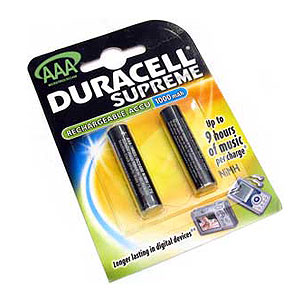 AAA
DURACELL
SUPREME
RECHARGEABLE ACCU
1000 mAh
Up to
9 hours
of music
per charge
NiMH
Longer lasting in digital devices